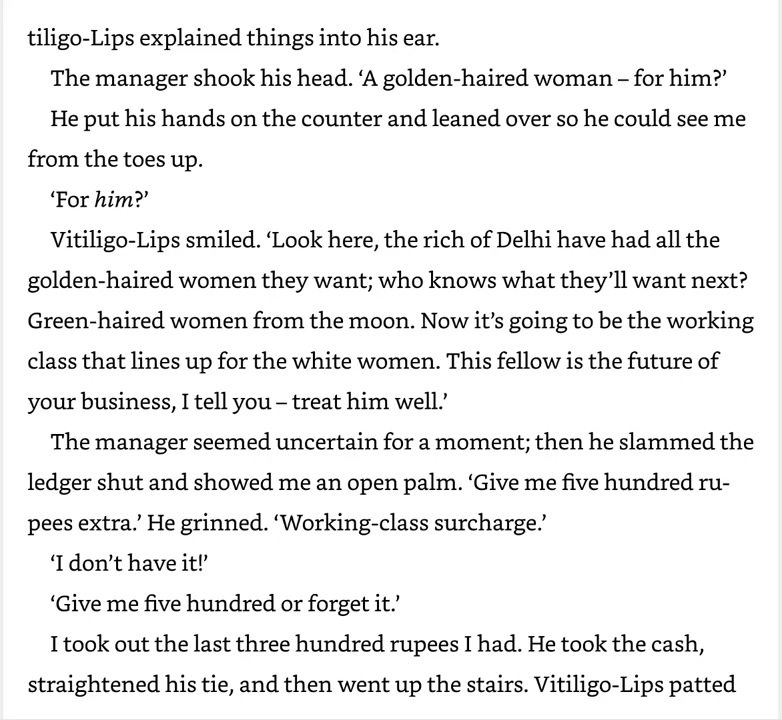 tiligo-Lips explained things into his ear.
The manager shook his head. ‘A golden-haired woman – for him?’
He put his hands on the counter and leaned over so he could see me
from the toes up.
‘For him?’
Vitiligo-Lips smiled. ‘Look here, the rich of Delhi have had all the
golden-haired women they want; who knows what they’ll want next?
Green-haired women from the moon. Now it’s going to be the working
class that lines up for the white women. This fellow is the future of
your business, I tell you – treat him well.’
The manager seemed uncertain for a moment; then he slammed the
ledger shut and showed me an open palm. ‘Give me five hundred ru-
pees extra.’ He grinned. ‘Working-class surcharge.’
‘I don’t have it!’
‘Give me five hundred or forget it.’
I took out the last three hundred rupees I had. He took the cash,
straightened his tie, and then went up the stairs. Vitiligo-Lips patted